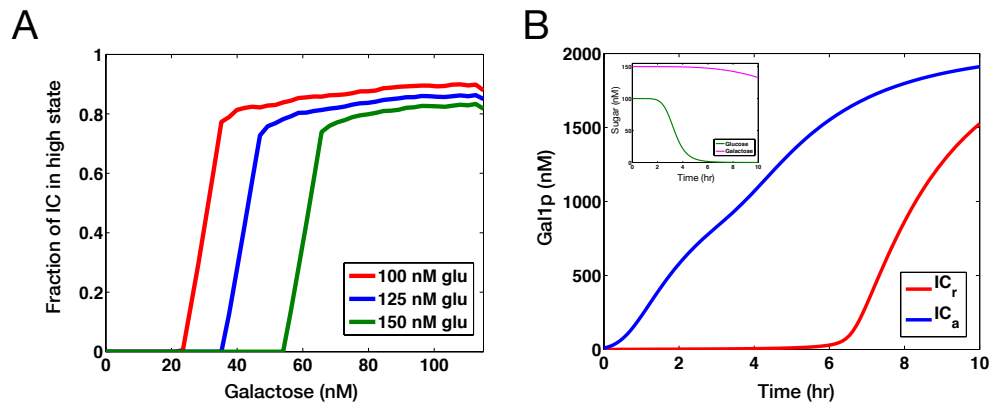 A
Fraction of IC in high state
1
0.8
0.6
0.4
0.2
0
0 20 40 60 80 100
Galactose (nM)
100 nM glu
125 nM glu
150 nM glu
B
Gal1p (nM)
2000
1500
1000
500
0
0 2 4 6 8 10
Time (hr)
IC_r
IC_a
Sugar (nM)
150
100
50
0
0 2 4 6 8 10
Time (hr)
Glucose
Galactose